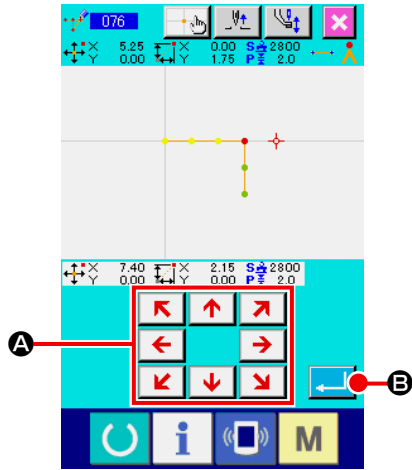 076
X 5.25 X 0.00 S 2800
Y 0.00 Y 1.75 P 2.0
X 7.40 X 2.15 S 2800
Y 0.00 Y 0.00 P 2.0
A
B
i M